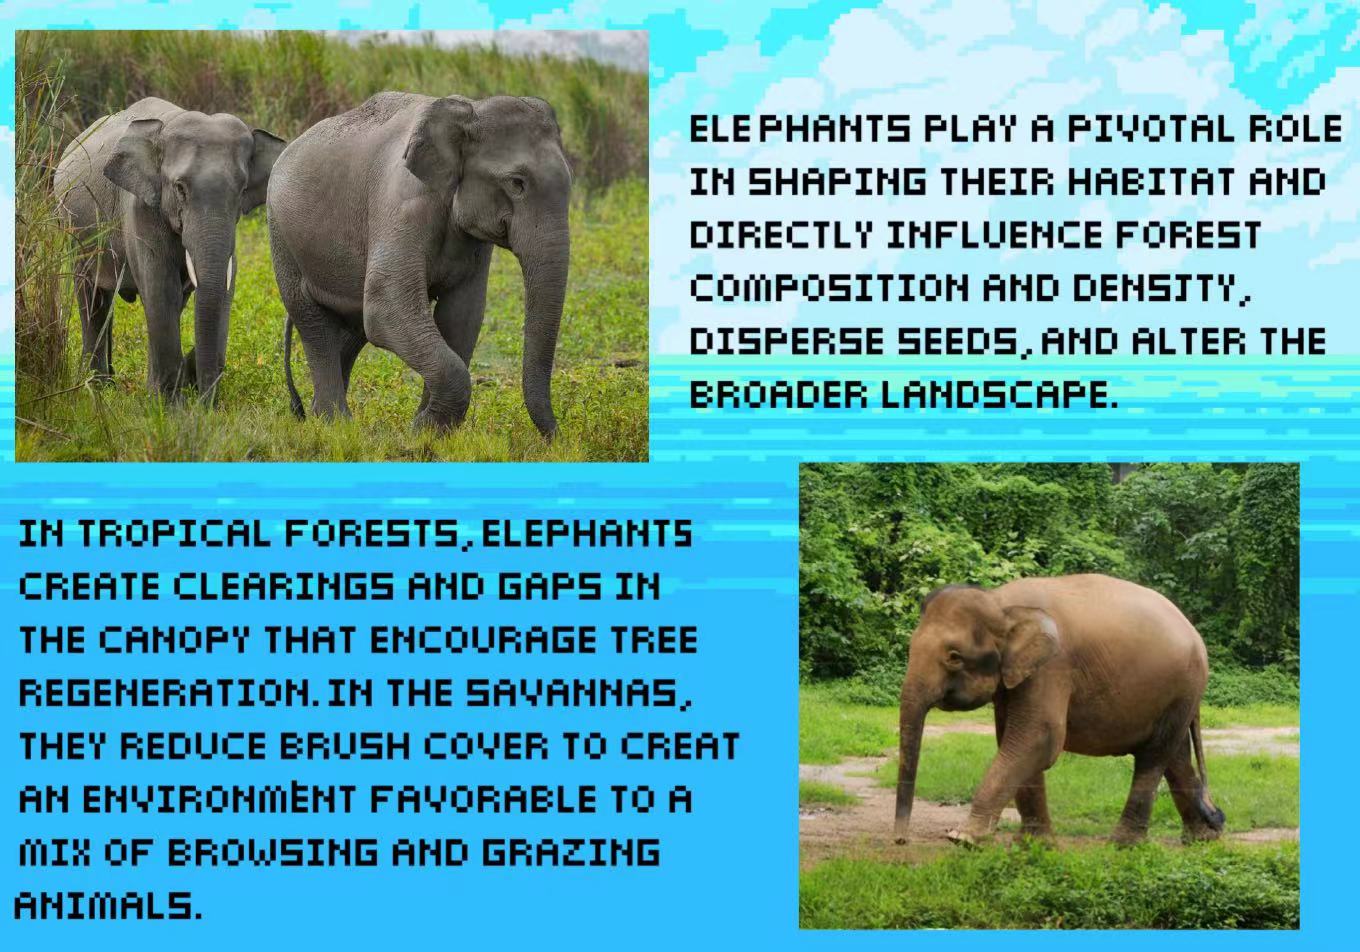 ELEPHANTS PLAY A PIVOTAL ROLE
IN SHAPING THEIR HABITAT AND
DIRECTLY INFLUENCE FOREST
COMPOSITION AND DENSITY,
DISPERSE SEEDS, AND ALTER THE
BROADER LANDSCAPE.
IN TROPICAL FORESTS, ELEPHANTS
CREATE CLEARINGS AND GAPS IN
THE CANOPY THAT ENCOURAGE TREE
REGENERATION. IN THE SAVANNAS,
THEY REDUCE BRUSH COVER TO CREAT
AN ENVIRONMENT FAVORABLE TO A
MIX OF BROWSING AND GRAZING
ANIMALS.